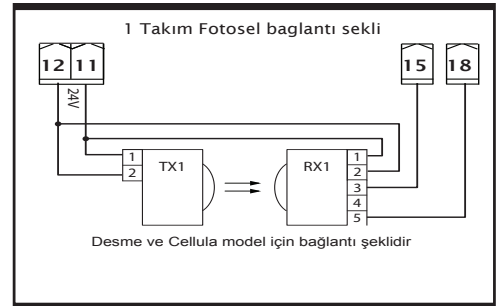 1 Takım Fotosel baglantı sekli
12 11 15 18
24V
1 TX1 RX1 1
2 2
3
4
5
Desme ve Cellula model için bağlantı şeklidir